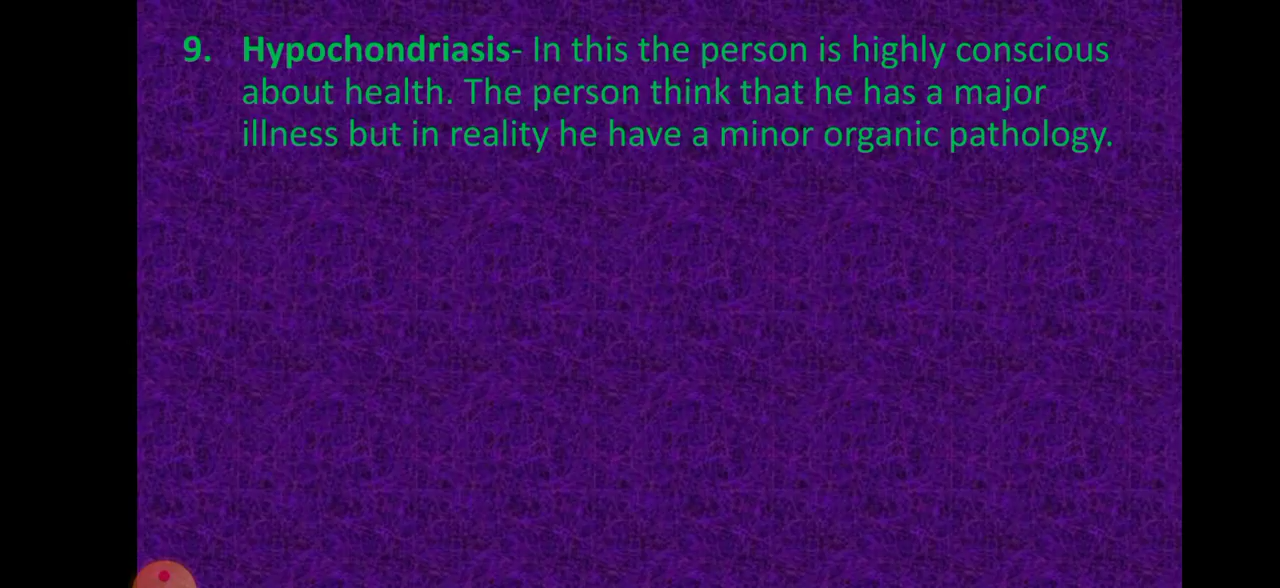 9. Hypochondriasis- In this the person is highly conscious
about health. The person think that he has a major
illness but in reality he have a minor organic pathology.